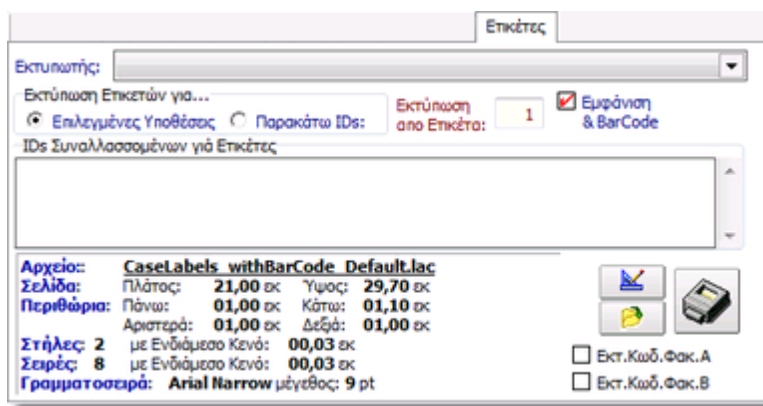 Ετικέτες
Εκτυπωτής:
Εκτύπωση Ετικετών για...
Επιλεγμένες Υποθέσεις Παρακάτω IDs:
Εκτύπωση απο Ετικέτα: 1
Εμφάνιση & BarCode
IDs Συναλλασσομένων γιά Ετικέτες
Αρχείο:: CaseLabels_withBarCode_Default.lac
Σελίδα: Πλάτος: 21,00 εκ Υψος: 29,70 εκ
Περιθώρια: Πάνω: 01,00 εκ Κάτω: 01,10 εκ
Αριστερά: 01,00 εκ Δεξιά: 01,00 εκ
Στήλες: 2 με Ενδιάμεσο Κενό: 00,03 εκ
Σειρές: 8 με Ενδιάμεσο Κενό: 00,03 εκ
Γραμματοσειρά: Arial Narrow μέγεθος: 9 pt
Εκτ.Κωδ.Φακ.Α
Εκτ.Κωδ.Φακ.Β